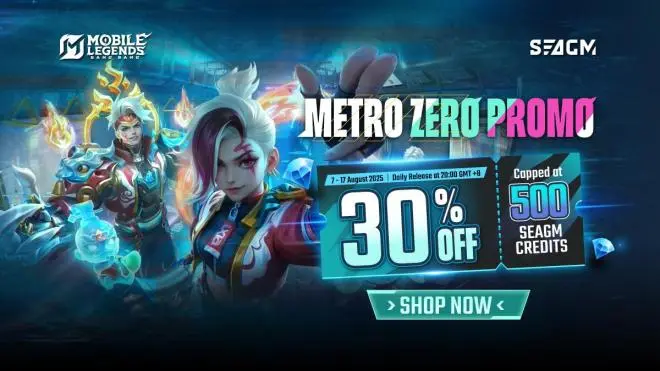 MOBILE
LEGENDS
BANG BANG
SEAGM
METRO ZERO PROMO
7 - 17 August 2025 | Daily Release at 20:00 GMT +8
30% OFF
Capped at
500
SEAGM
CREDITS
> SHOP NOW <